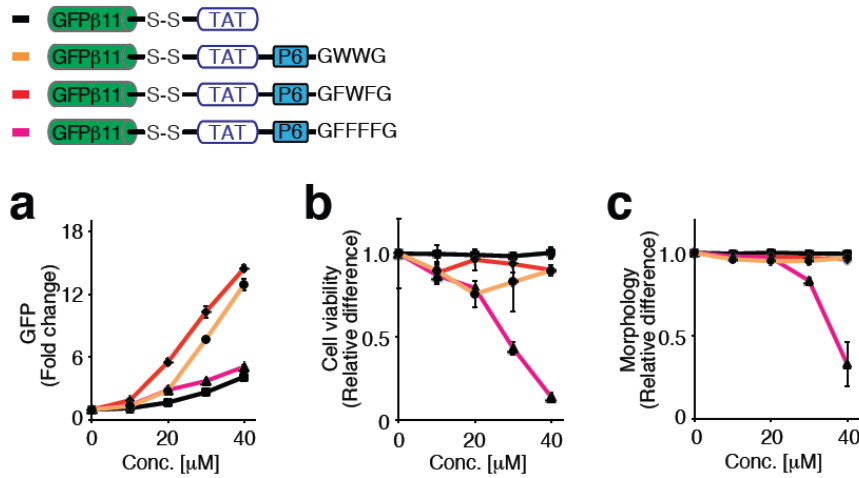 GFPβ11 S-S TAT
GFPβ11 S-S TAT P6 GWWG
GFPβ11 S-S TAT P6 GFWFG
GFPβ11 S-S TAT P6 GFFFFG
a
GFP
(Fold change)
18
12
6
0
0 20 40
Conc. [µM]
b
Cell viability
(Relative difference)
1.0
0.5
0
0 20 40
Conc. [µM]
c
Morphology
(Relative difference)
1.0
0.5
0
0 20 40
Conc. [µM]